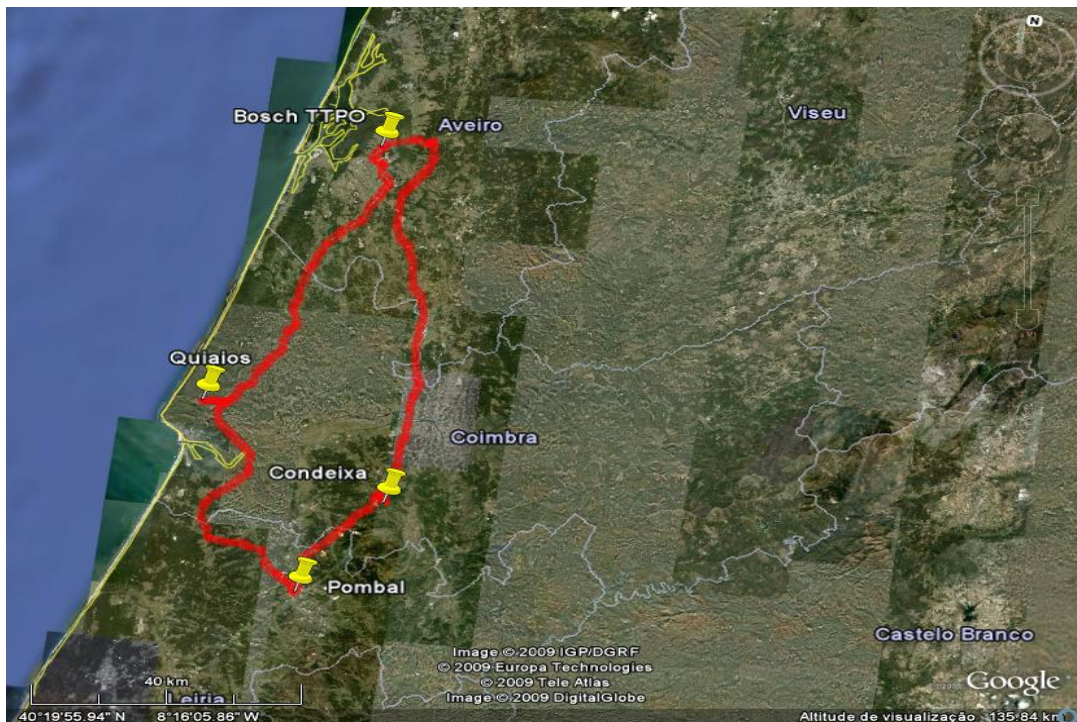 N
Viseu
Bosch TTPO
Aveiro
Quiaios
Coimbra
Condeixa
Pombal
Castelo Branco
Image © 2009 IGP/DGRF
© 2009 Europa Technologies
© 2009 Tele Atlas
Image © 2009 DigitalGlobe
40 km
Leiria
Google
40°19'55.94" N 8°16'05.86" W
Altitude de visualização 135.84 km